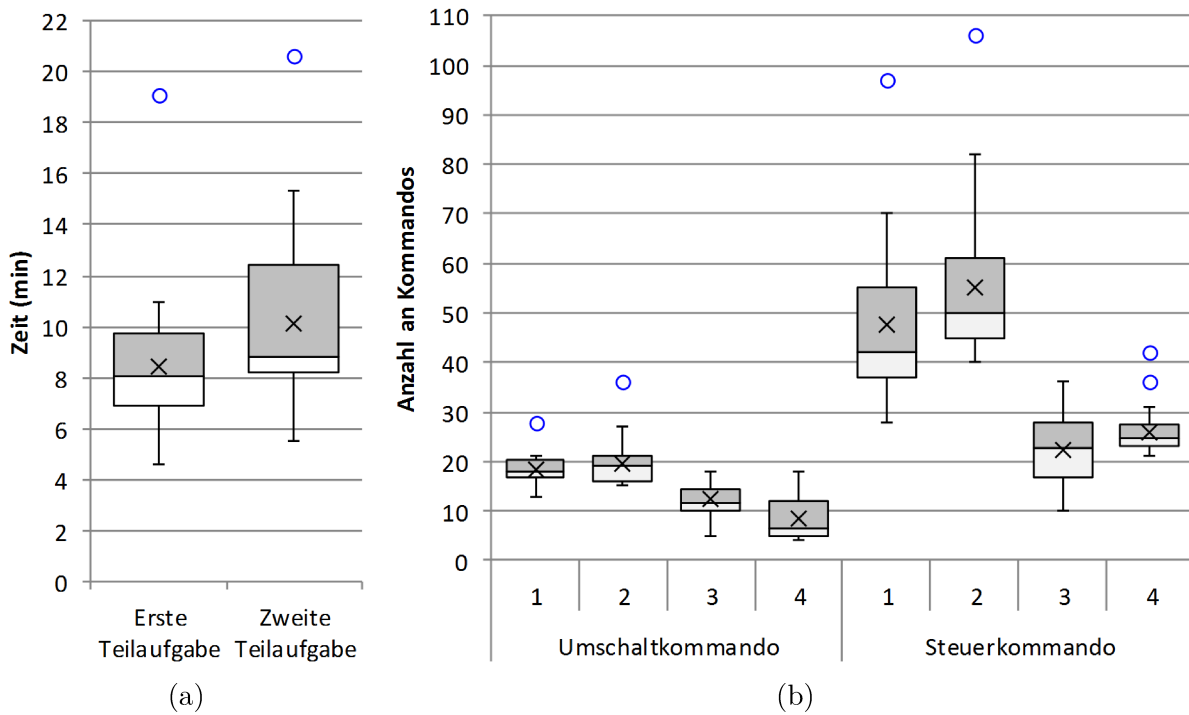 Zeit (min)
22
20
18
16
14
12
10
8
6
4
2
0
Erste
Teilaufgabe
Zweite
Teilaufgabe
(a)
Anzahl an Kommandos
110
100
90
80
70
60
50
40
30
20
10
0
1 2 3 4 1 2 3 4
Umschaltkommando Steuerkommando
(b)